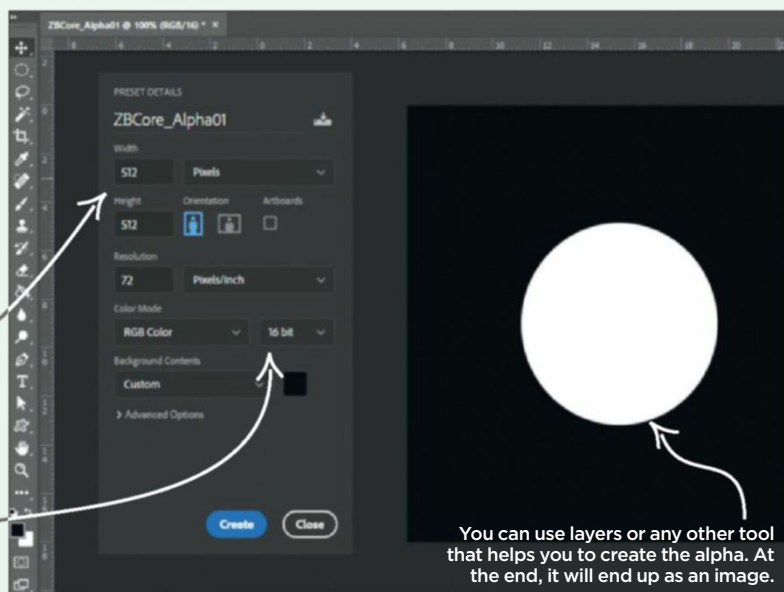 ZBCore_Alpha01 @ 100% (RGB/16) * ×
PRESET DETAILS
ZBCore_Alpha01
Width
512 Pixels
Height Orientation Artboards
512
Resolution
72 Pixels/Inch
Color Mode
RGB Color 16 bit
Background Contents
Custom
> Advanced Options
Create Close
You can use layers or any other tool
that helps you to create the alpha. At
the end, it will end up as an image.